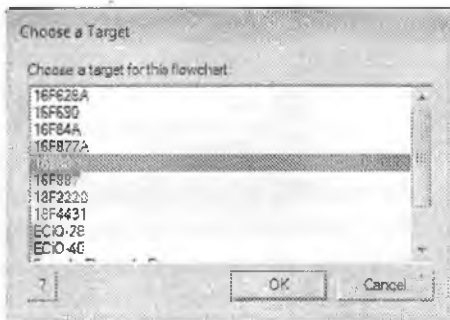 Choose a Target
Choose a target for this flowchart
16F628A
16F690
16F84A
16F877A
16F887
18F2220
18F4431
ECIO-28
ECIO-40
?
OK
Cancel